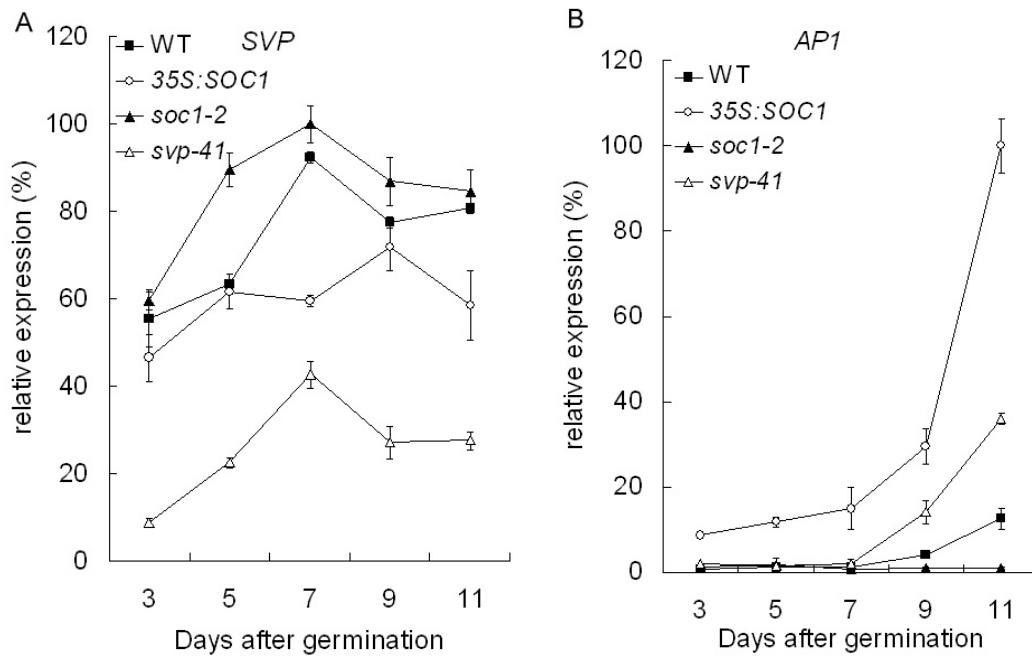 A
SVP
WT
35S:SOC1
soc1-2
svp-41
relative expression (%)
120
100
80
60
40
20
0
3 5 7 9 11
Days after germination
B
AP1
WT
35S:SOC1
soc1-2
svp-41
relative expression (%)
120
100
80
60
40
20
0
3 5 7 9 11
Days after germination